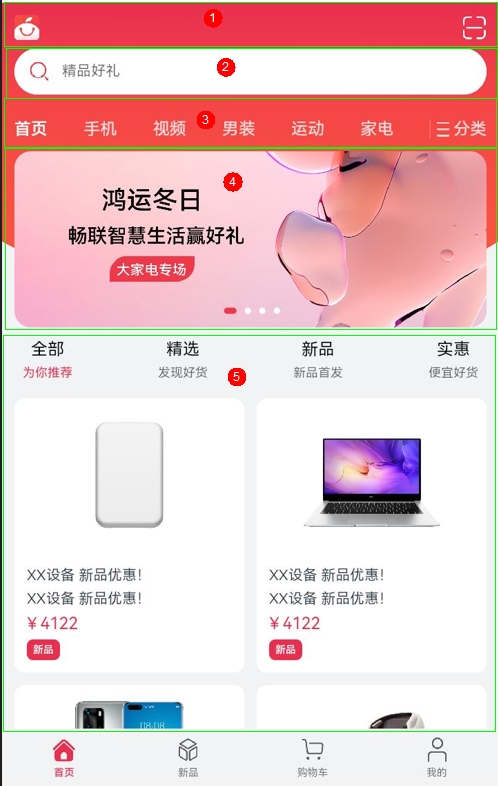 1
2
精品好礼
3
首页 手机 视频 男装 运动 家电 分类
4
鸿运冬日
畅联智慧生活赢好礼
大家电专场
全部 精选 新品 实惠
为你推荐 发现好货 新品首发 便宜好货
5
XX设备 新品优惠!
XX设备 新品优惠!
¥4122
新品
XX设备 新品优惠!
XX设备 新品优惠!
¥4122
新品
08:08
首页 新品 购物车 我的